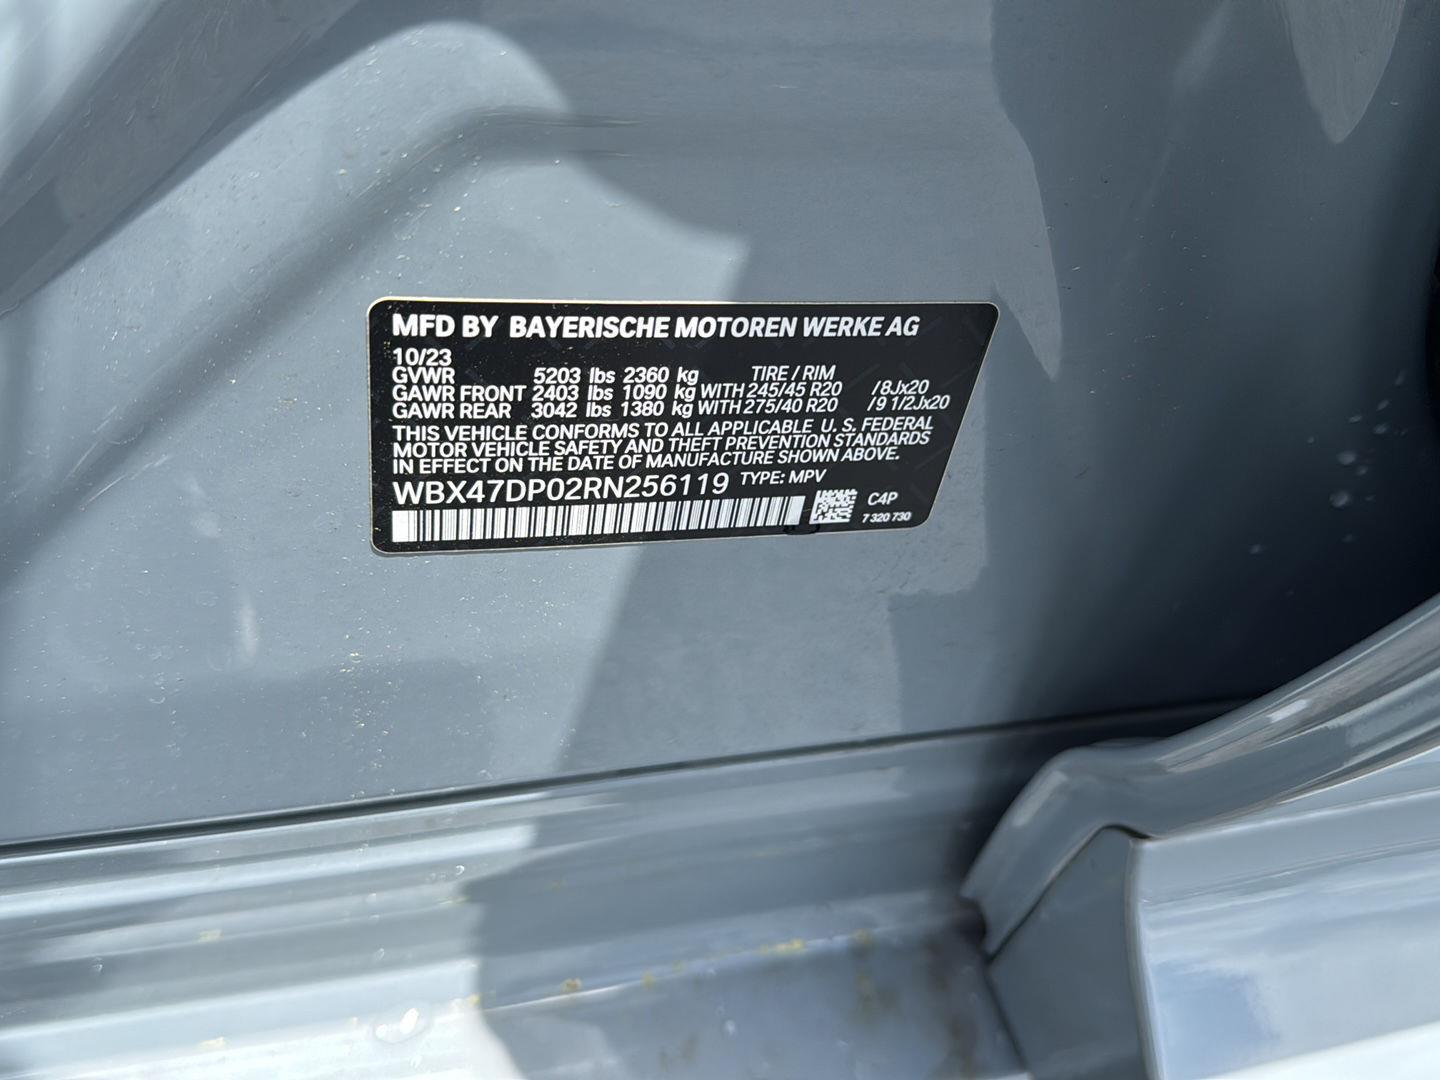 MFD BY BAYERISCHE MOTOREN WERKE AG
10/23
GVWR 5203 lbs 2360 kg TIRE / RIM
GAWR FRONT 2403 lbs 1090 kg WITH 245/45 R20 /8Jx20
GAWR REAR 3042 lbs 1380 kg WITH 275/40 R20 /9 1/2Jx20
THIS VEHICLE CONFORMS TO ALL APPLICABLE U. S. FEDERAL
MOTOR VEHICLE SAFETY AND THEFT PREVENTION STANDARDS
IN EFFECT ON THE DATE OF MANUFACTURE SHOWN ABOVE.
WBX47DP02RN256119 TYPE: MPV
C4P
7 320 730